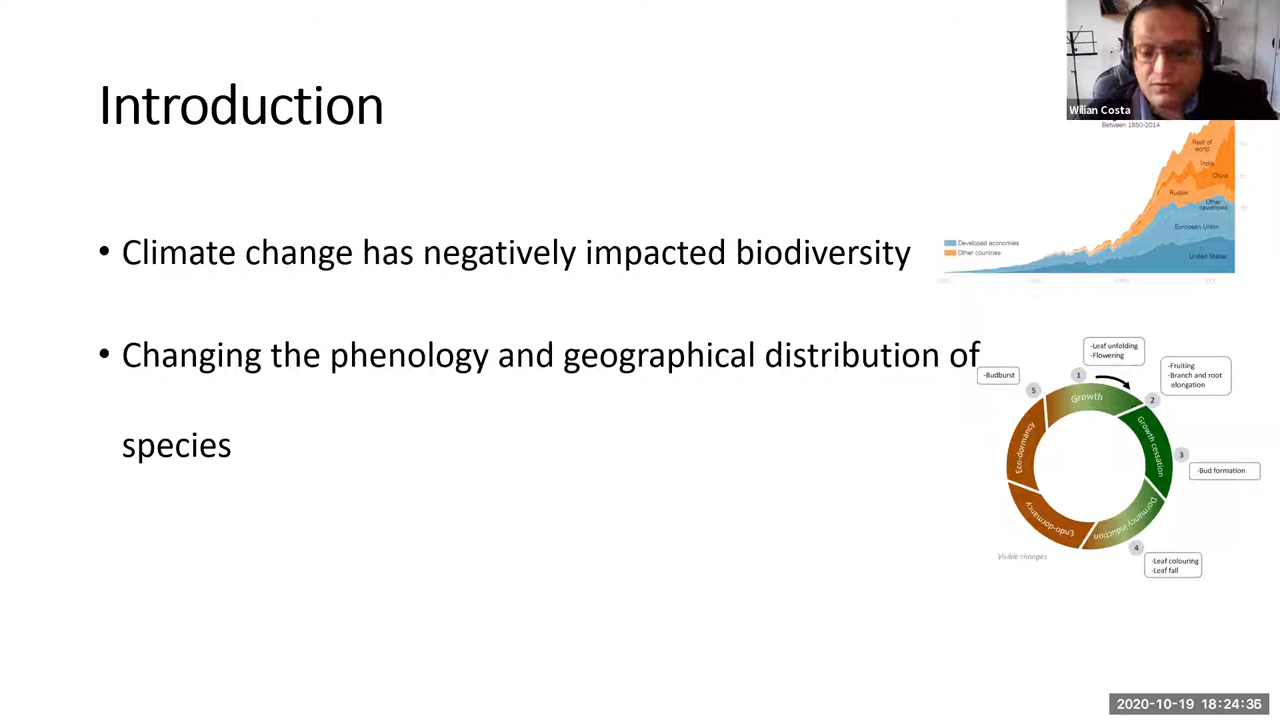 Introduction
Wilian Costa
Between 1850-2014
Rest of
world
India
China
Russia
Other
developed
European Union
United States
Developed economies
Other countries
• Climate change has negatively impacted biodiversity
• Changing the phenology and geographical distribution of
species
-Leaf unfolding
-Flowering
-Budburst
-Fruiting
-Branch and root
elongation
1
2
3
4
5
Growth
Growth cessation
Dormancy induction
Endo-dormancy
Eco-dormancy
-Bud formation
-Leaf colouring
-Leaf fall
Visible changes
2020-10-19 18:24:36